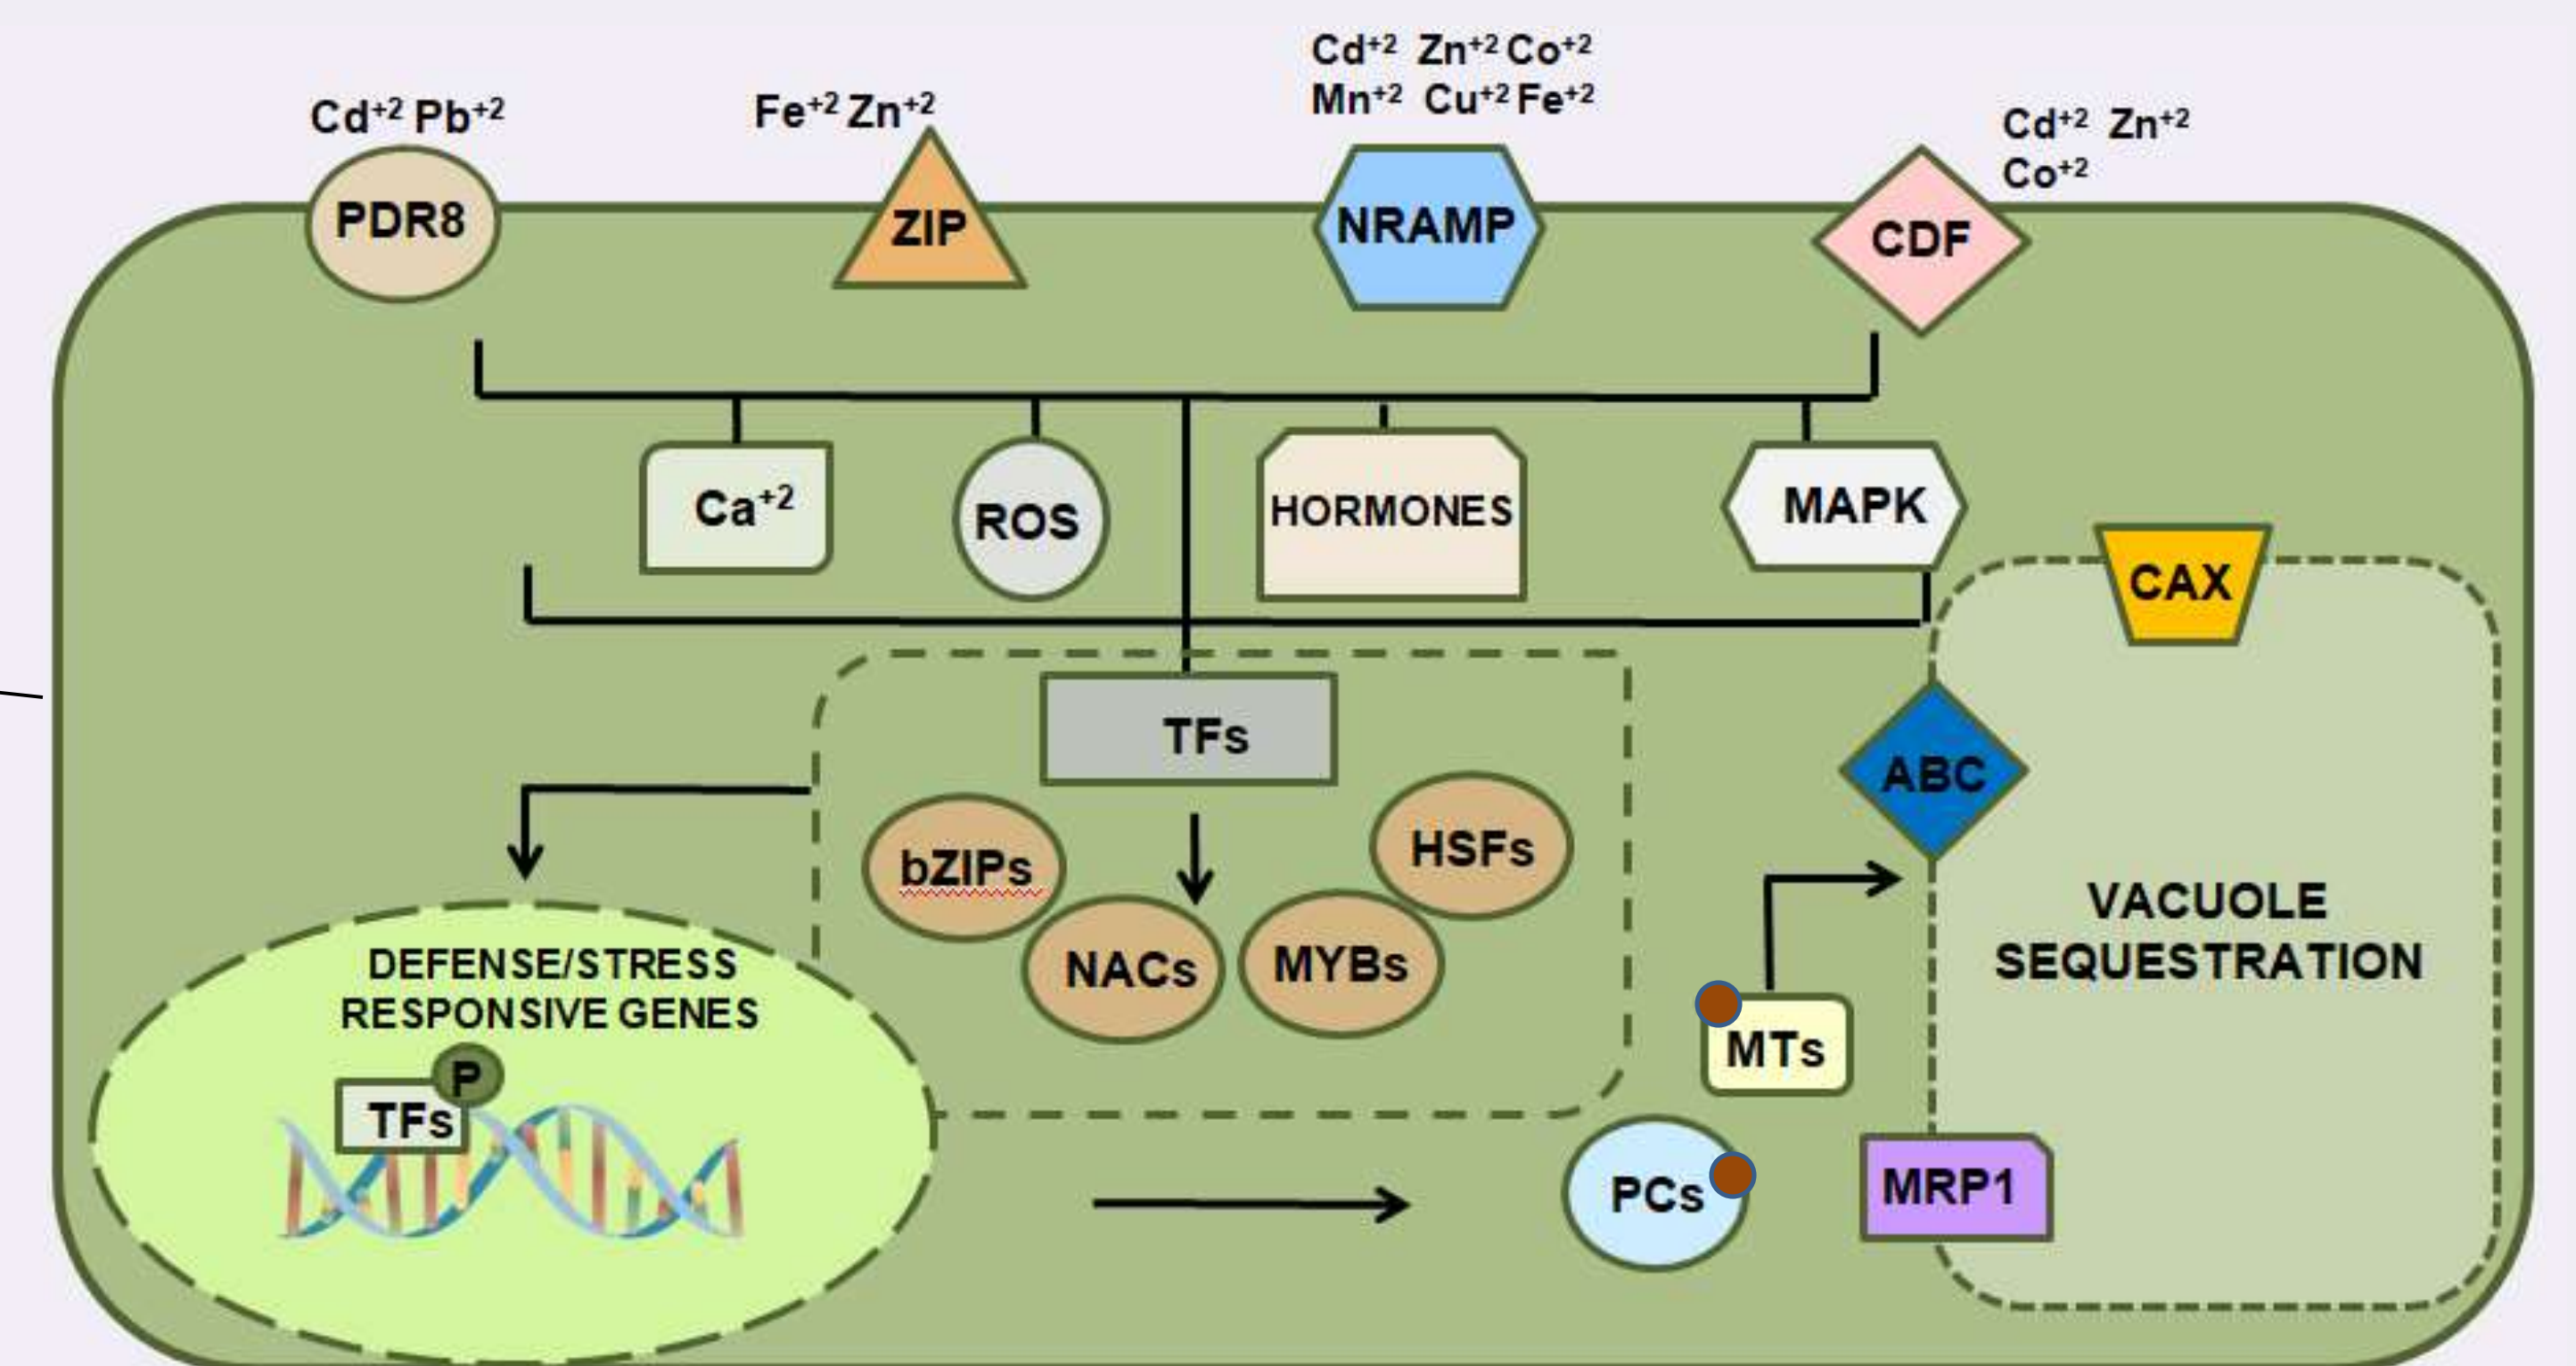 Cd+2 Pb+2
Fe+2 Zn+2
Cd+2 Zn+2 Co+2
Mn+2 Cu+2 Fe+2
Cd+2 Zn+2
Co+2
PDR8
ZIP
NRAMP
CDF
Ca+2
ROS
HORMONES
MAPK
CAX
TFs
ABC
bZIPs
HSFs
NACs
MYBs
VACUOLE
SEQUESTRATION
DEFENSE/STRESS
RESPONSIVE GENES
P
TFs
MTs
PCs
MRP1